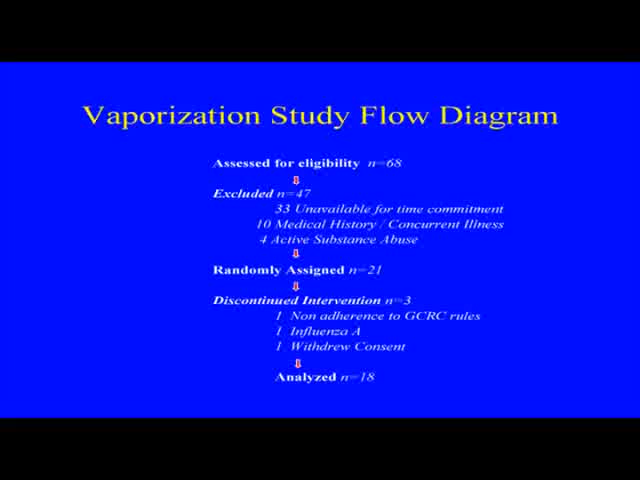 Vaporization Study Flow Diagram
Assessed for eligibility n=68
Excluded n=47
33 Unavailable for time commitment
10 Medical History / Concurrent Illness
4 Active Substance Abuse
Randomly Assigned n=21
Discontinued Intervention n=3
1 Non adherence to GCRC rules
1 Influenza A
1 Withdrew Consent
Analyzed n=18